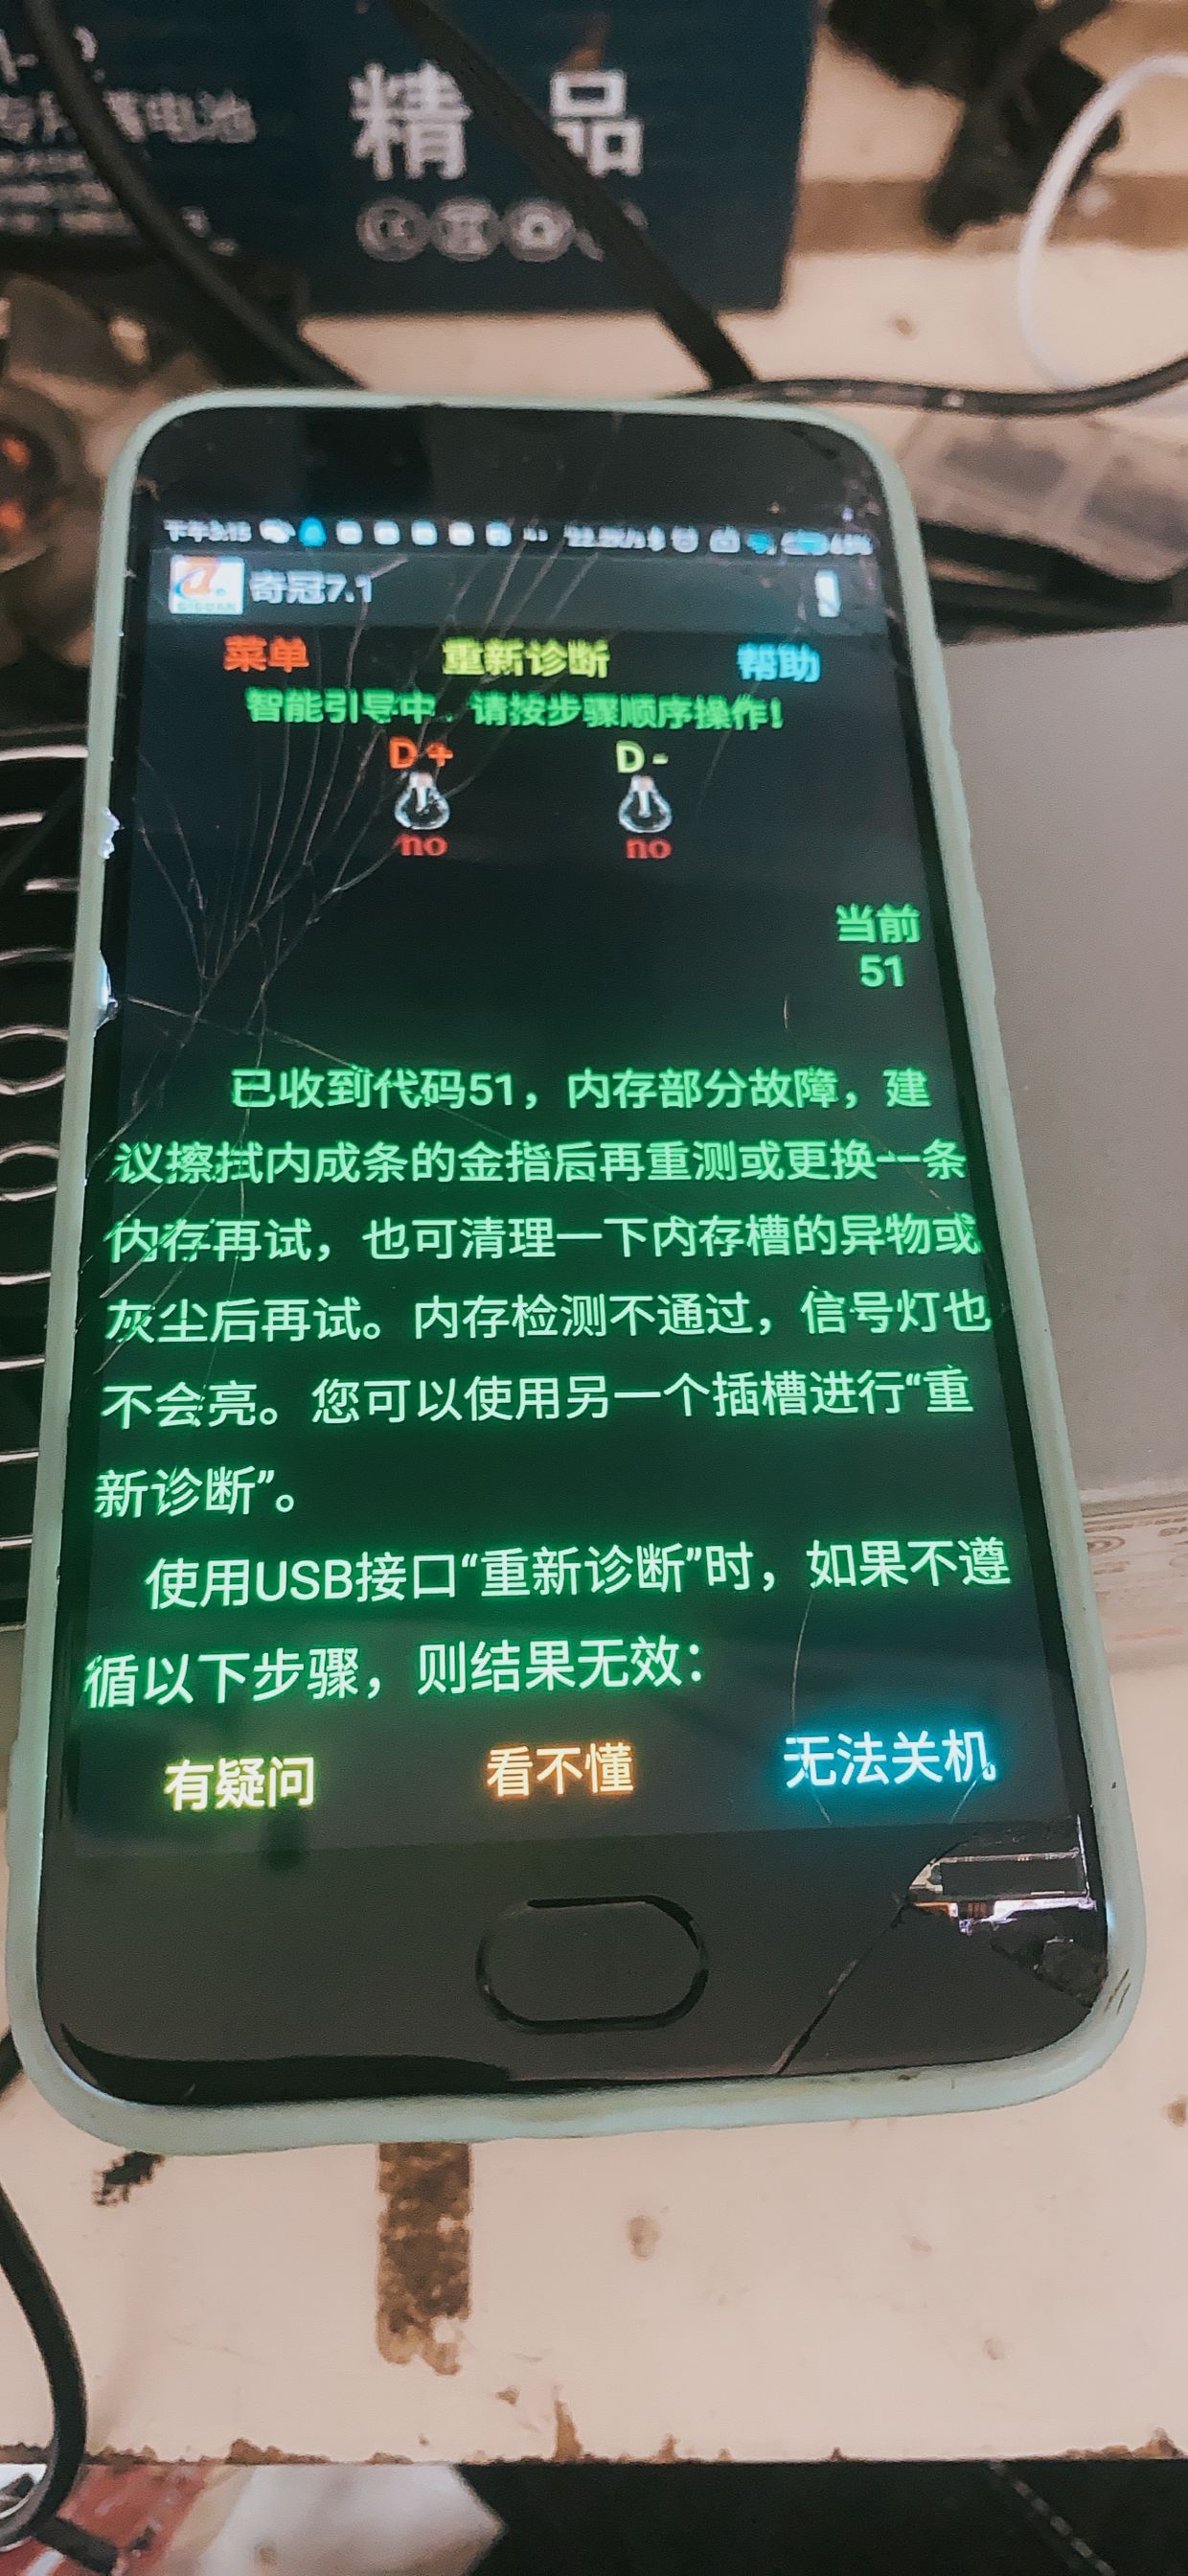 精 品
电池
下午3:15
奇冠7.1
菜单 重新诊断 帮助
智能引导中，请按步骤顺序操作!
D+ D-
no no
当前
51
已收到代码51，内存部分故障，建
议擦拭内成条的金指后再重测或更换一条
内存再试，也可清理一下内存槽的异物或
灰尘后再试。内存检测不通过，信号灯也
不会亮。您可以使用另一个插槽进行“重
新诊断”。
使用USB接口“重新诊断”时，如果不遵
循以下步骤，则结果无效：
有疑问 看不懂 无法关机